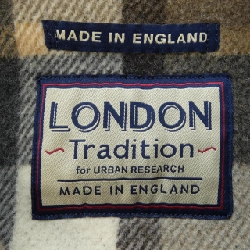 MADE IN ENGLAND
LONDON
Tradition
for URBAN RESEARCH
MADE IN ENGLAND